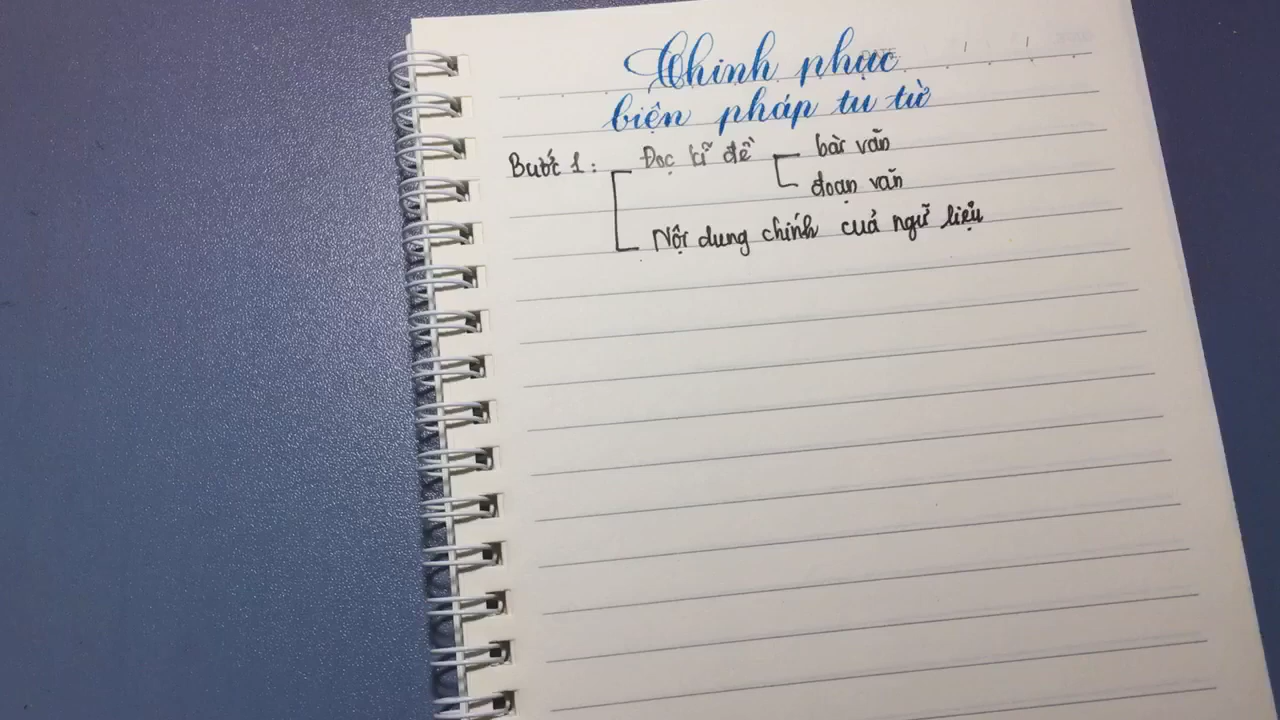 DATE
Chinh phục
biện pháp tu từ
Bước 1: Đọc kĩ đề bài văn
đoạn văn
Nội dung chính của ngữ liệu